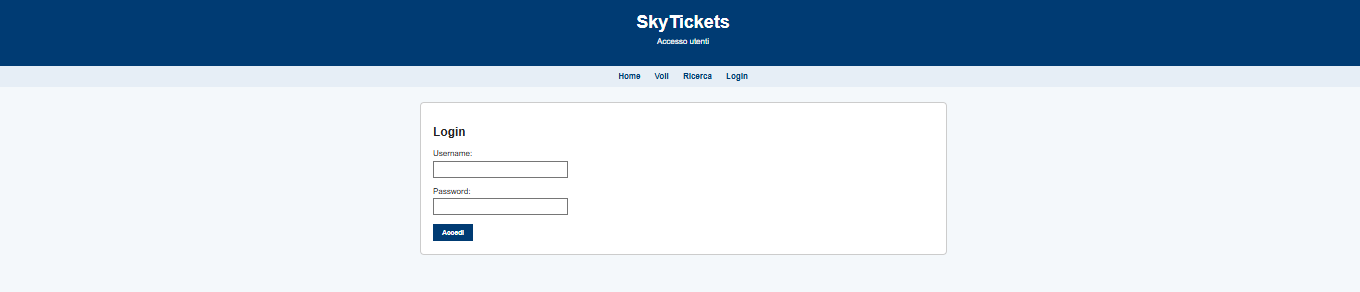 SkyTickets
Accesso utenti
Home Voli Ricerca Login
Login
Username:
Password:
Accedi